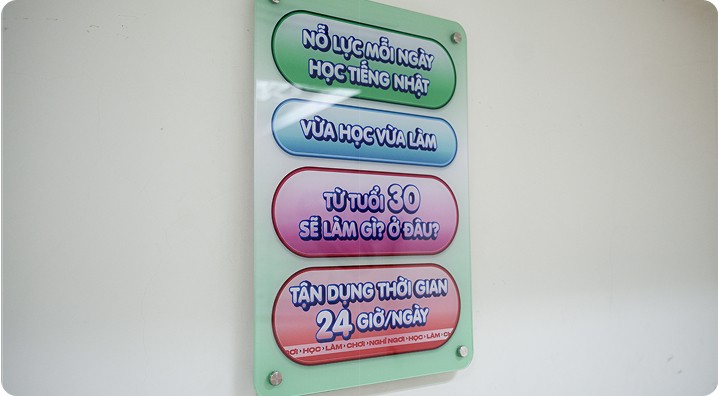 NỖ LỰC MỖI NGÀY
HỌC TIẾNG NHẬT
VỪA HỌC VỪA LÀM
TỪ TUỔI 30
SẼ LÀM GÌ? Ở ĐÂU?
TẬN DỤNG THỜI GIAN
24 GIỜ/NGÀY
HỌC • LÀM • CHƠI • NGHỈ NGƠI • HỌC • LÀM